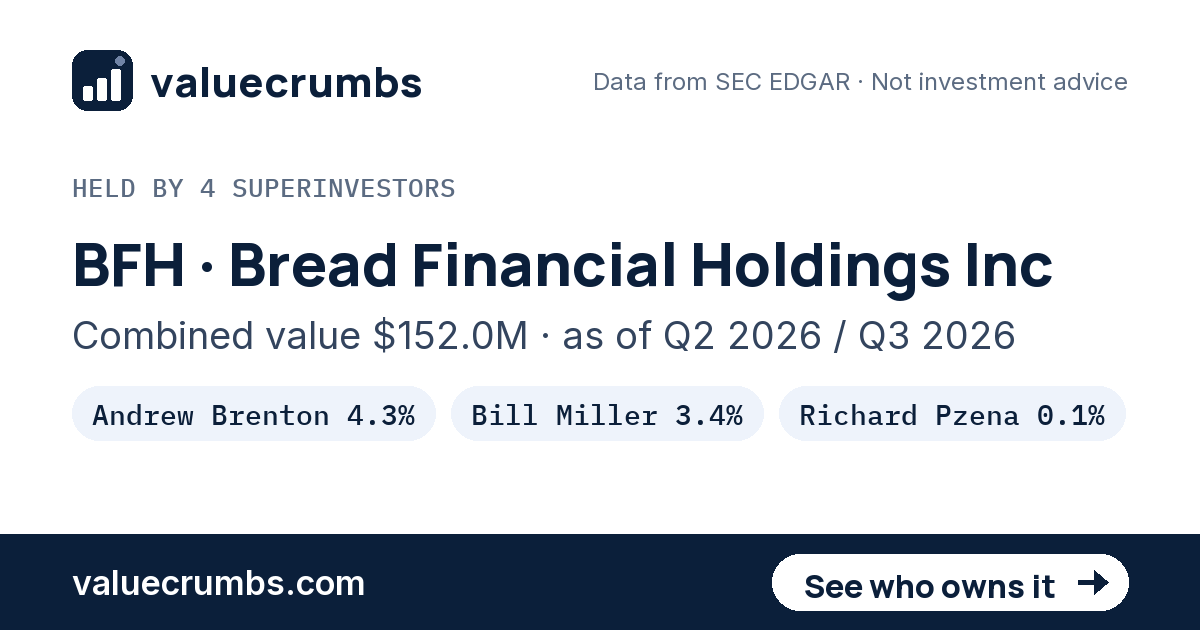 valuecrumbs
Data from SEC EDGAR · Not investment advice
HELD BY 4 SUPERINVESTORS
BFH · Bread Financial Holdings Inc
Combined value $152.0M · as of Q2 2026 / Q3 2026
Andrew Brenton 4.3%
Bill Miller 3.4%
Richard Pzena 0.1%
valuecrumbs.com
See who owns it →